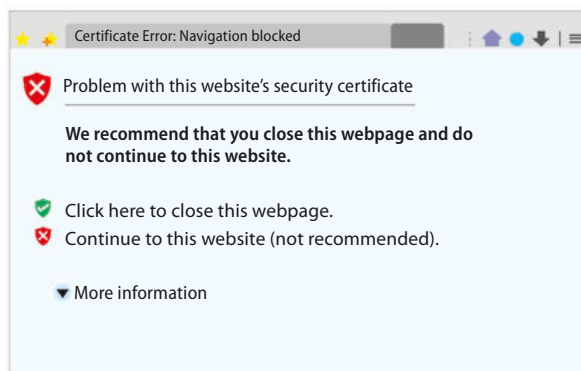 Certificate Error: Navigation blocked
Problem with this website’s security certificate
We recommend that you close this webpage and do
not continue to this website.
Click here to close this webpage.
Continue to this website (not recommended).
More information